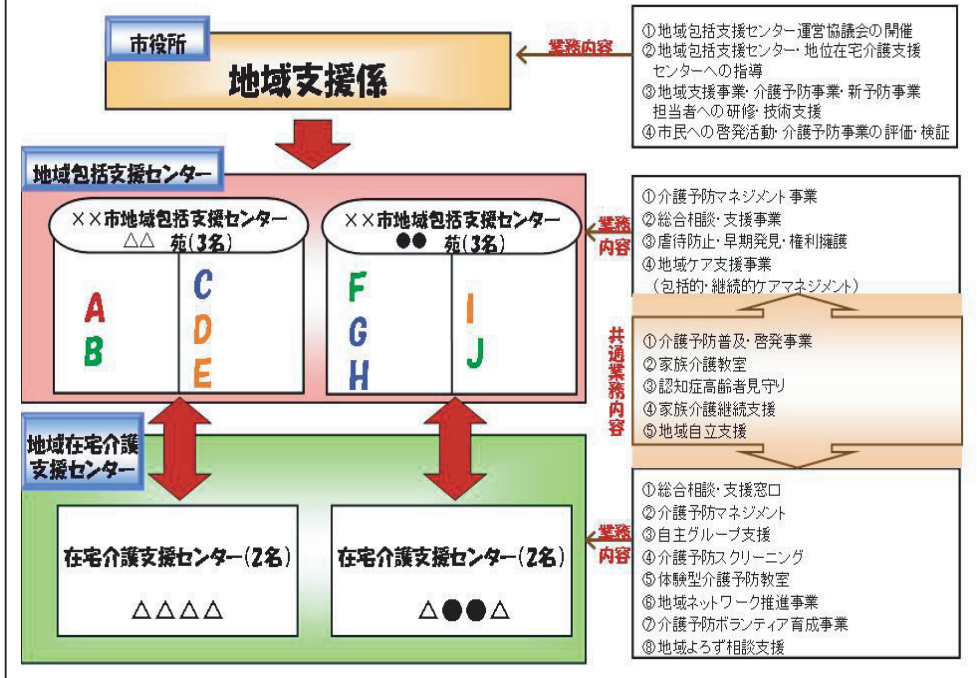 市役所
地域支援係
業務内容
①地域包括支援センター運営協議会の開催
②地域包括支援センター・地位在宅介護支援
センターへの指導
③地域支援事業・介護予防事業・新予防事業
担当者への研修・技術支援
④市民への啓発活動・介護予防事業の評価・検証
地域包括支援センター
××市地域包括支援センター
△△ 苑(3名)
A
B
C
D
E
××市地域包括支援センター
●● 苑(3名)
F
G
H
I
J
業務
内容
①介護予防マネジメント事業
②総合相談・支援事業
③虐待防止・早期発見・権利擁護
④地域ケア支援事業
(包括的・継続的ケアマネジメント)
共通業務内容
①介護予防普及・啓発事業
②家族介護教室
③認知症高齢者見守り
④家族介護継続支援
⑤地域自立支援
地域在宅介護
支援センター
在宅介護支援センター(2名)
△△△△
在宅介護支援センター(2名)
△●●△
業務
内容
①総合相談・支援窓口
②介護予防マネジメント
③自主グループ支援
④介護予防スクリーニング
⑤体験型介護予防教室
⑥地域ネットワーク推進事業
⑦介護予防ボランティア育成事業
⑧地域よろず相談支援